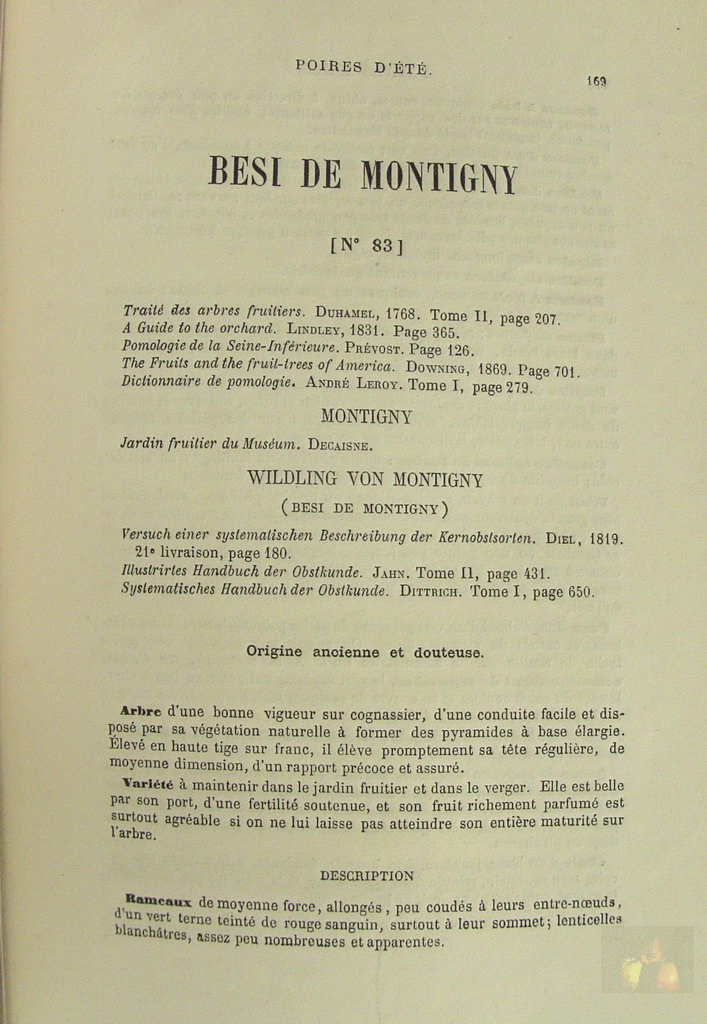 POIRES D'ÉTÉ.
169
BESI DE MONTIGNY
[N° 83]
Traité des arbres fruitiers. DUHAMEL, 1768. Tome II, page 207.
A Guide to the orchard. LINDLEY, 1831. Page 365.
Pomologie de la Seine-Inférieure. PRÉVOST. Page 126.
The Fruits and the fruit-trees of America. DOWNING, 1869. Page 701.
Dictionnaire de pomologie. ANDRÉ LEROY. Tome I, page 279.
MONTIGNY
Jardin fruitier du Muséum. DECAISNE.
WILDLING VON MONTIGNY
(BESI DE MONTIGNY)
Versuch einer systematischen Beschreibung der Kernobstsorten. DIEL, 1819.
21e livraison, page 180.
Illustrirtes Handbuch der Obstkunde. JAHN. Tome II, page 431.
Systematisches Handbuch der Obstkunde. DITTRICH. Tome I, page 650.
Origine ancienne et douteuse.
Arbre d'une bonne vigueur sur cognassier, d'une conduite facile et dis-
posé par sa végétation naturelle à former des pyramides à base élargie.
Élevé en haute tige sur franc, il élève promptement sa tête régulière, de
moyenne dimension, d'un rapport précoce et assuré.
Variété à maintenir dans le jardin fruitier et dans le verger. Elle est belle
par son port, d'une fertilité soutenue, et son fruit richement parfumé est
surtout agréable si on ne lui laisse pas atteindre son entière maturité sur
l'arbre.
DESCRIPTION
Rameaux de moyenne force, allongés, peu coudés à leurs entre-nœuds,
d'un vert terne teinté de rouge sanguin, surtout à leur sommet; lenticelles
blanchâtres, assez peu nombreuses et apparentes.